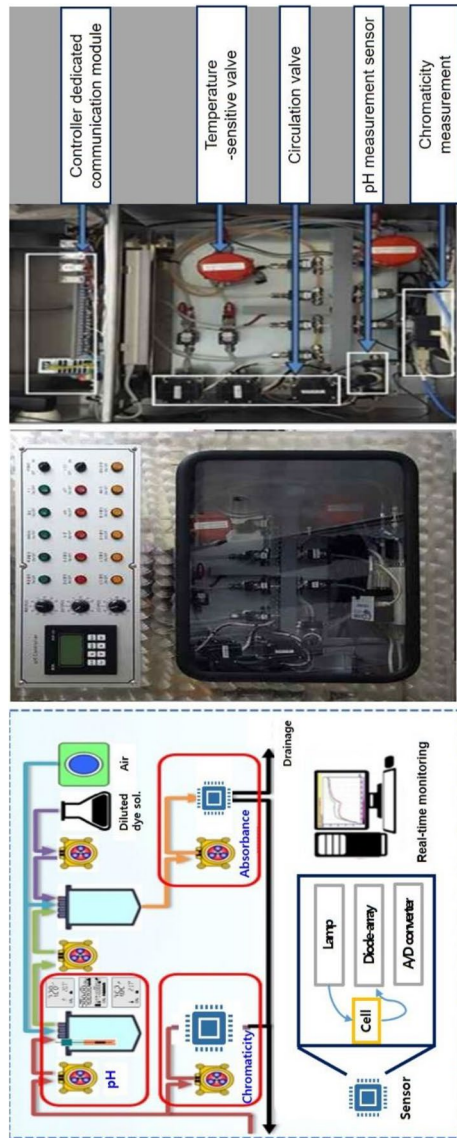 Air
Diluted
dye sol.
pH
Absorbance
Chromaticity
Drainage
Lamp
Diode-array
A/D converter
Cell
Sensor
Real-time monitoring
Controller dedicated
communication module
Temperature
-sensitive valve
Circulation valve
pH measurement sensor
Chromaticity
measurement